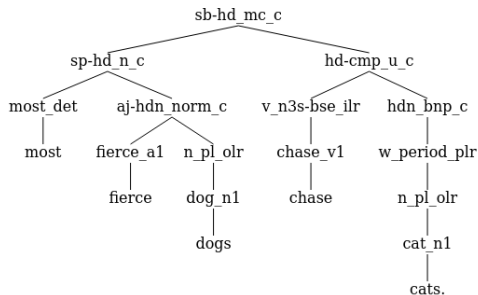 sb-hd_mc_c
sp-hd_n_c hd-cmp_u_c
most_det aj-hdn_norm_c v_n3s-bse_ilr hdn_bnp_c
most fierce_a1 n_pl_olr chase_v1 w_period_plr
fierce dog_n1 chase n_pl_olr
dogs cat_n1
cats.